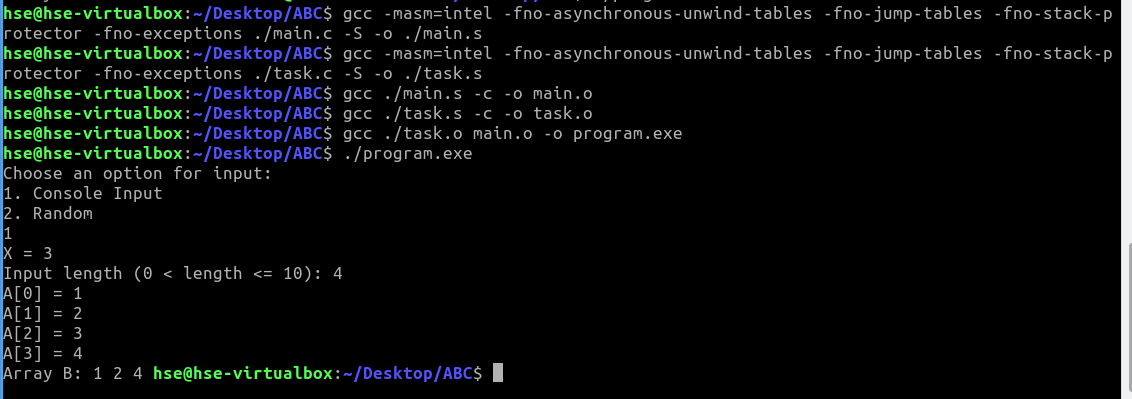 hse@hse-virtualbox:~/Desktop/ABC$ gcc -masm=intel -fno-asynchronous-unwind-tables -fno-jump-tables -fno-stack-p
rotector -fno-exceptions ./main.c -S -o ./main.s
hse@hse-virtualbox:~/Desktop/ABC$ gcc -masm=intel -fno-asynchronous-unwind-tables -fno-jump-tables -fno-stack-p
rotector -fno-exceptions ./task.c -S -o ./task.s
hse@hse-virtualbox:~/Desktop/ABC$ gcc ./main.s -c -o main.o
hse@hse-virtualbox:~/Desktop/ABC$ gcc ./task.s -c -o task.o
hse@hse-virtualbox:~/Desktop/ABC$ gcc ./task.o main.o -o program.exe
hse@hse-virtualbox:~/Desktop/ABC$ ./program.exe
Choose an option for input:
1. Console Input
2. Random
1
X = 3
Input length (0 < length <= 10): 4
A[0] = 1
A[1] = 2
A[2] = 3
A[3] = 4
Array B: 1 2 4 hse@hse-virtualbox:~/Desktop/ABC$